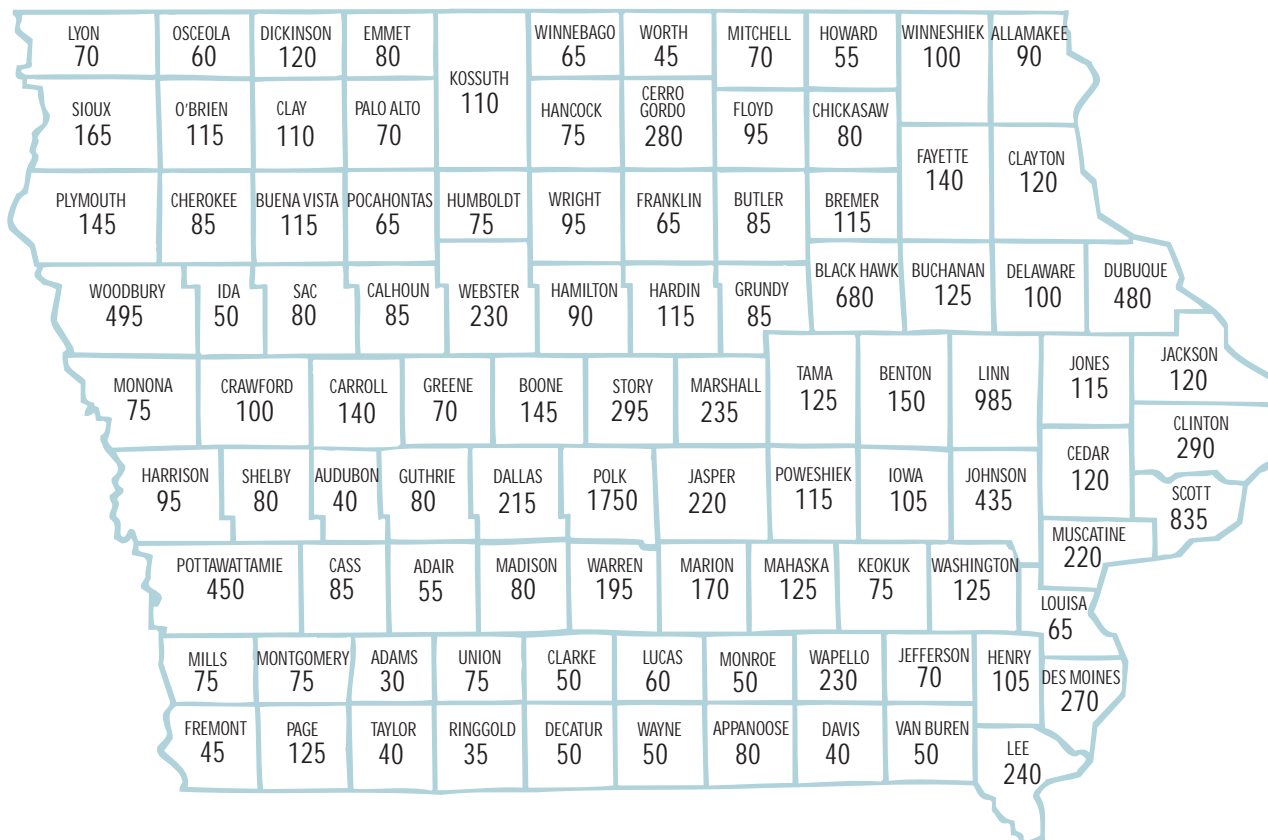 LYON
70
OSCEOLA
60
DICKINSON
120
EMMET
80
KOSSUTH
110
WINNEBAGO
65
WORTH
45
MITCHELL
70
HOWARD
55
WINNESHIEK
100
ALLAMAKEE
90
SIOUX
165
O'BRIEN
115
CLAY
110
PALO ALTO
70
HANCOCK
75
CERRO
GORDO
280
FLOYD
95
CHICKASAW
80
FAYETTE
140
CLAYTON
120
PLYMOUTH
145
CHEROKEE
85
BUENA VISTA
115
POCAHONTAS
65
HUMBOLDT
75
WRIGHT
95
FRANKLIN
65
BUTLER
85
BREMER
115
WOODBURY
495
IDA
50
SAC
80
CALHOUN
85
WEBSTER
230
HAMILTON
90
HARDIN
115
GRUNDY
85
BLACK HAWK
680
BUCHANAN
125
DELAWARE
100
DUBUQUE
480
MONONA
75
CRAWFORD
100
CARROLL
140
GREENE
70
BOONE
145
STORY
295
MARSHALL
235
TAMA
125
BENTON
150
LINN
985
JONES
115
JACKSON
120
CLINTON
290
HARRISON
95
SHELBY
80
AUDUBON
40
GUTHRIE
80
DALLAS
215
POLK
1750
JASPER
220
POWESHIEK
115
IOWA
105
JOHNSON
435
CEDAR
120
SCOTT
835
MUSCATINE
220
POTTAWATTAMIE
450
CASS
85
ADAIR
55
MADISON
80
WARREN
195
MARION
170
MAHASKA
125
KEOKUK
75
WASHINGTON
125
LOUISA
65
MILLS
75
MONTGOMERY
75
ADAMS
30
UNION
75
CLARKE
50
LUCAS
60
MONROE
50
WAPELLO
230
JEFFERSON
70
HENRY
105
DES MOINES
270
FREMONT
45
PAGE
125
TAYLOR
40
RINGGOLD
35
DECATUR
50
WAYNE
50
APPANOOSE
80
DAVIS
40
VAN BUREN
50
LEE
240